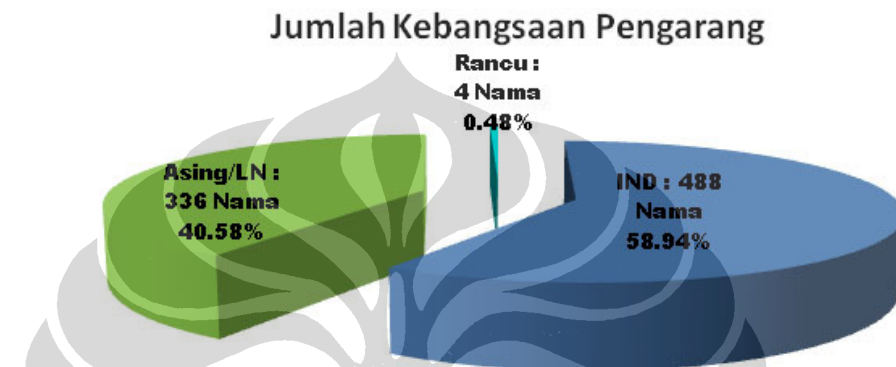 Jumlah Kebangsaan Pengarang
Rancu :
4 Nama
0.48%
Asing/LN :
336 Nama
40.58%
IND : 488
Nama
58.94%